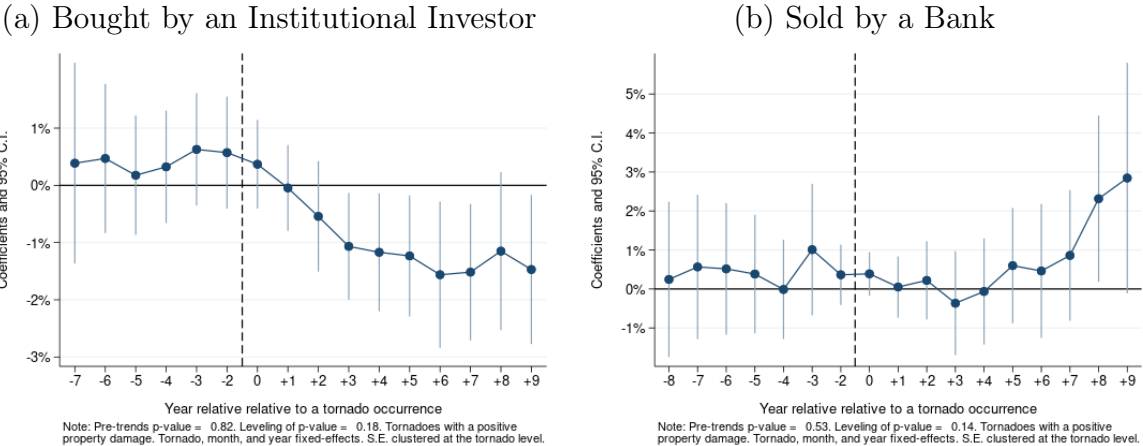 (a) Bought by an Institutional Investor
Coefficients and 95% C.I.
1%
0%
-1%
-2%
-3%
-7 -6 -5 -4 -3 -2 0 +1 +2 +3 +4 +5 +6 +7 +8 +9
Year relative relative to a tornado occurrence
Note: Pre-trends p-value = 0.82. Leveling of p-value = 0.18. Tornadoes with a positive
property damage. Tornado, month, and year fixed-effects. S.E. clustered at the tornado level.
(b) Sold by a Bank
Coefficients and 95% C.I.
5%
4%
3%
2%
1%
0%
-1%
-8 -7 -6 -5 -4 -3 -2 0 +1 +2 +3 +4 +5 +6 +7 +8 +9
Year relative relative to a tornado occurrence
Note: Pre-trends p-value = 0.53. Leveling of p-value = 0.14. Tornadoes with a positive
property damage. Tornado, month, and year fixed-effects. S.E. clustered at the tornado level.